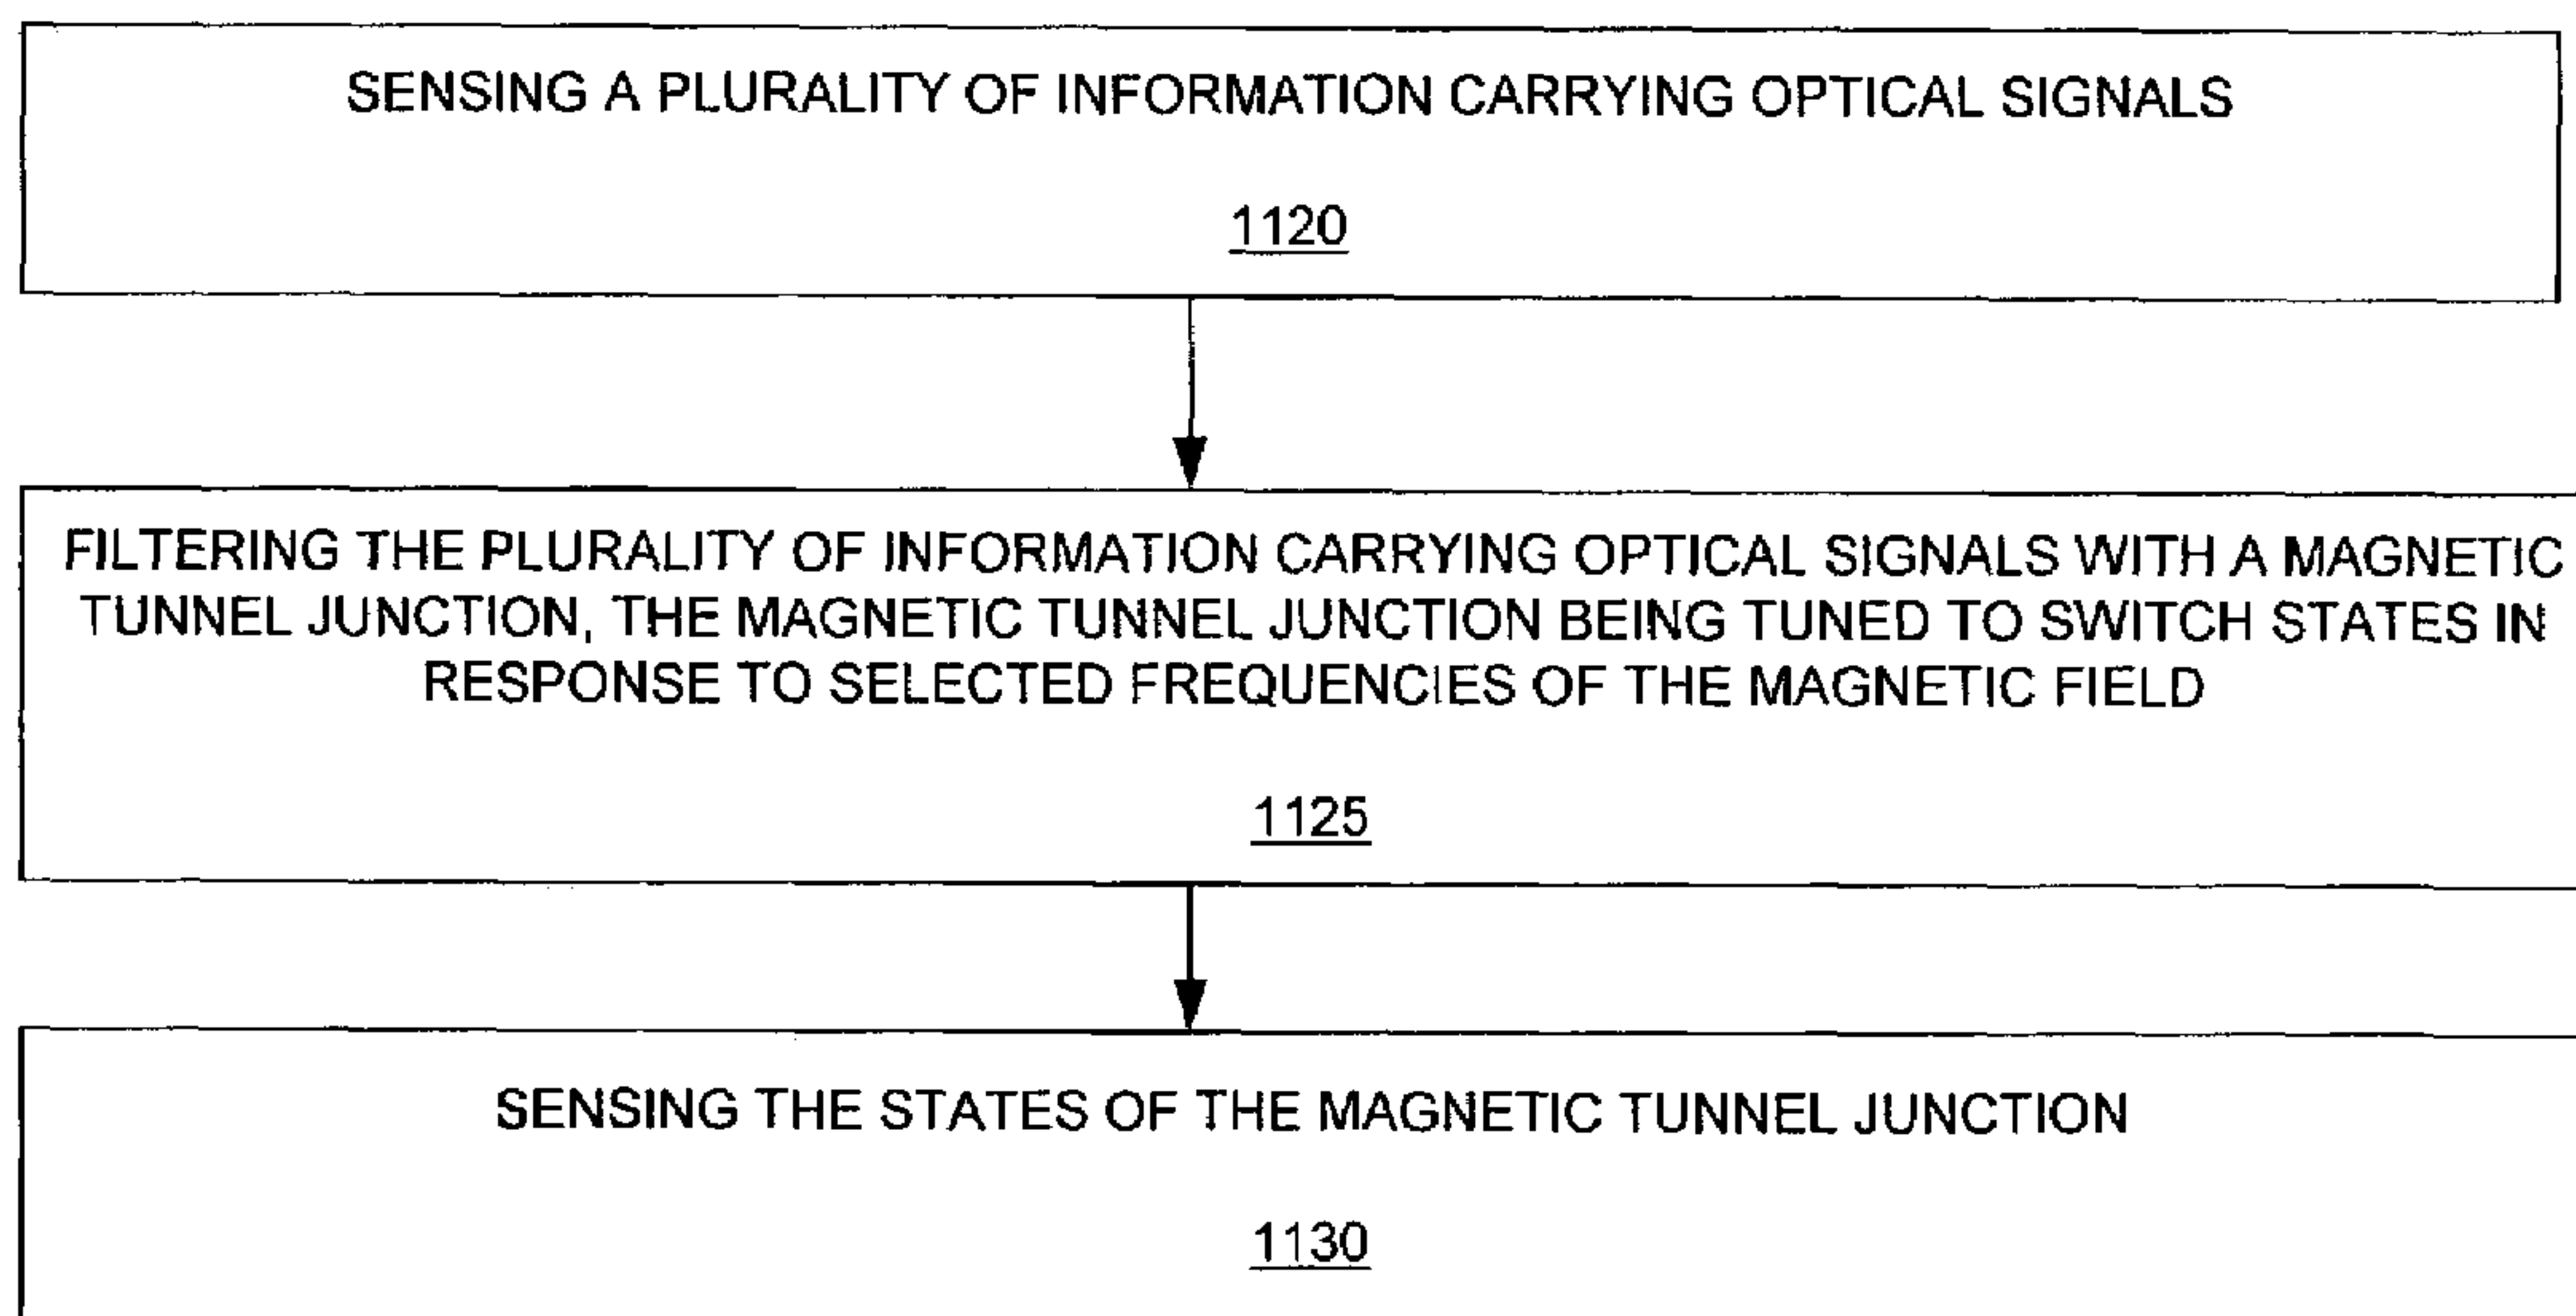 SENSING A PLURALITY OF INFORMATION CARRYING OPTICAL SIGNALS
1120
FILTERING THE PLURALITY OF INFORMATION CARRYING OPTICAL SIGNALS WITH A MAGNETIC
TUNNEL JUNCTION, THE MAGNETIC TUNNEL JUNCTION BEING TUNED TO SWITCH STATES IN
RESPONSE TO SELECTED FREQUENCIES OF THE MAGNETIC FIELD
1125
SENSING THE STATES OF THE MAGNETIC TUNNEL JUNCTION
1130